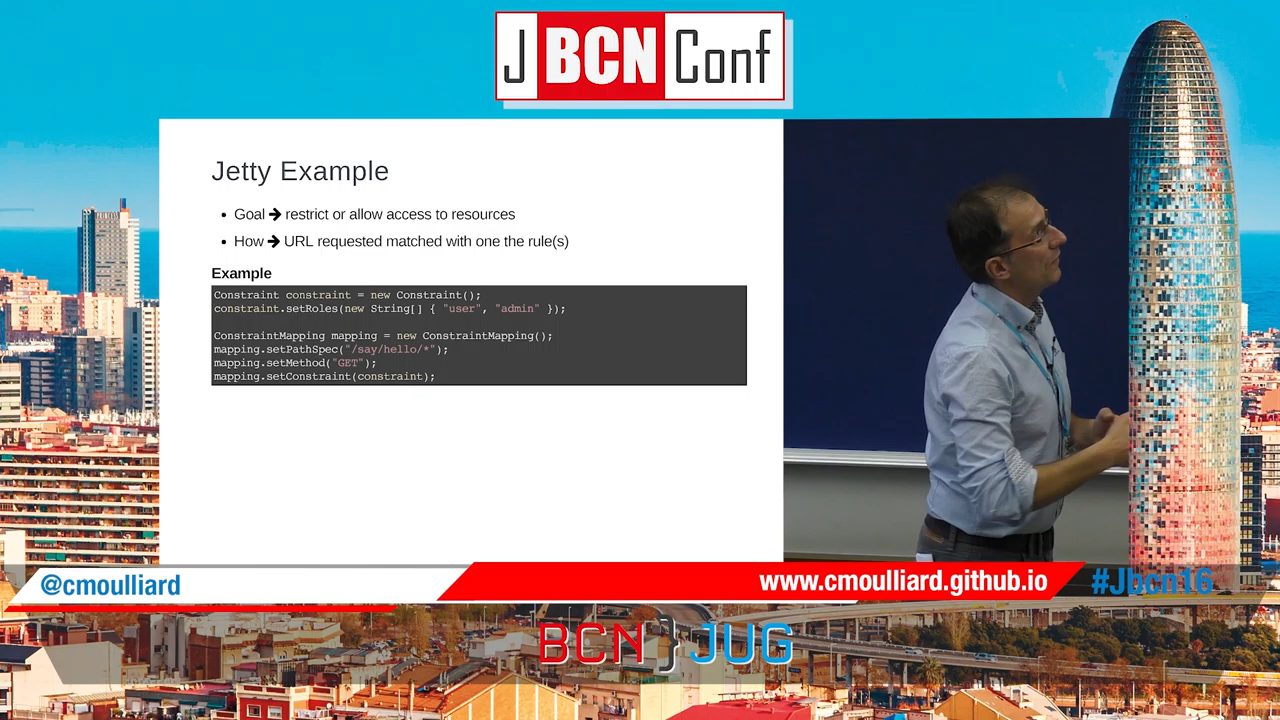 J BCN Conf
Jetty Example
• Goal ➔ restrict or allow access to resources
• How ➔ URL requested matched with one the rule(s)
Example
Constraint constraint = new Constraint();
constraint.setRoles(new String[] { "user", "admin" });
ConstraintMapping mapping = new ConstraintMapping();
mapping.setPathSpec("/say/hello/*");
mapping.setMethod("GET");
mapping.setConstraint(constraint);
@cmoulliard
www.cmoulliard.github.io
#Jbcn16
BCN}JUG